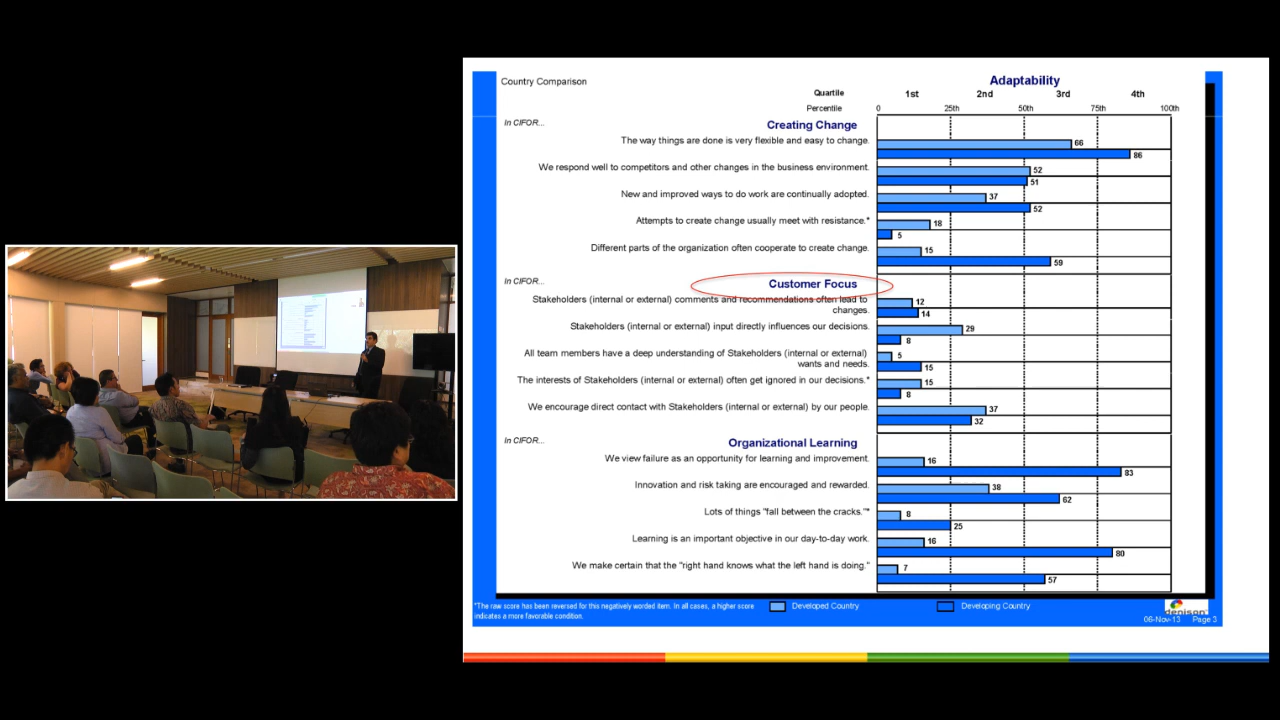 Country Comparison
Adaptability
Quartile 1st 2nd 3rd 4th
Percentile 0 25th 50th 75th 100th
In CIFOR... Creating Change
The way things are done is very flexible and easy to change. 66
86
We respond well to competitors and other changes in the business environment. 52
51
New and improved ways to do work are continually adopted. 37
52
Attempts to create change usually meet with resistance.* 18
5
Different parts of the organization often cooperate to create change. 15
59
In CIFOR... Customer Focus
Stakeholders (internal or external) comments and recommendations often lead to 12
changes. 14
Stakeholders (internal or external) input directly influences our decisions. 29
8
All team members have a deep understanding of Stakeholders (internal or external) 5
wants and needs. 15
The interests of Stakeholders (internal or external) often get ignored in our decisions.* 15
8
We encourage direct contact with Stakeholders (internal or external) by our people. 37
32
In CIFOR... Organizational Learning
We view failure as an opportunity for learning and improvement. 16
83
Innovation and risk taking are encouraged and rewarded. 38
62
Lots of things "fall between the cracks."* 8
25
Learning is an important objective in our day-to-day work. 16
80
We make certain that the "right hand knows what the left hand is doing." 7
57
*The raw score has been reversed for this negatively worded item. In all cases, a higher score
indicates a more favorable condition.
Developed Country Developing Country
denison
06-Nov-13 Page 3